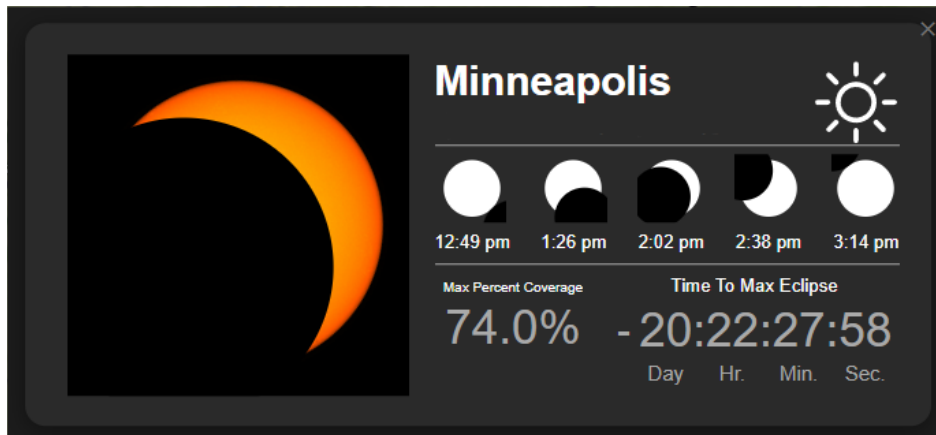 Minneapolis
12:49 pm 1:26 pm 2:02 pm 2:38 pm 3:14 pm
Max Percent Coverage
74.0%
Time To Max Eclipse
- 20:22:27:58
Day Hr. Min. Sec.